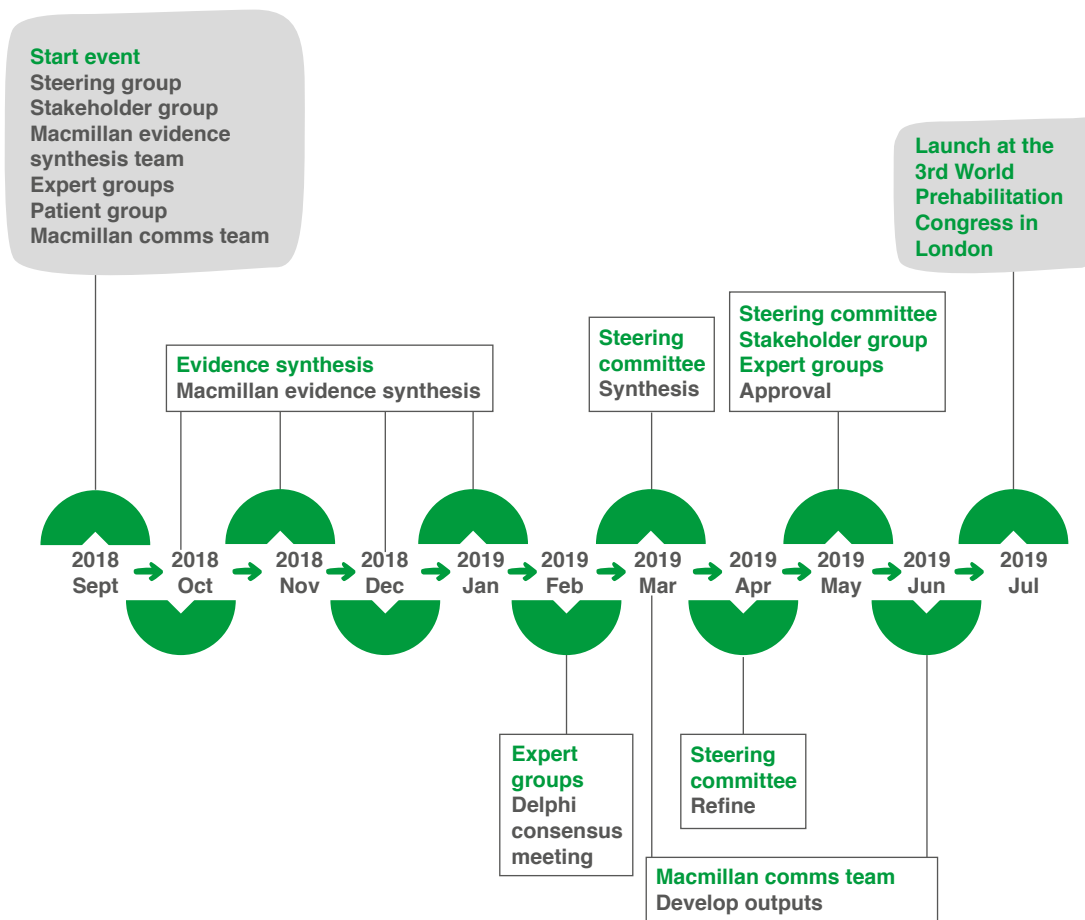 Start event
Steering group
Stakeholder group
Macmillan evidence
synthesis team
Expert groups
Patient group
Macmillan comms team
Launch at the
3rd World
Prehabilitation
Congress in
London
Evidence synthesis
Macmillan evidence synthesis
Steering
committee
Synthesis
Steering committee
Stakeholder group
Expert groups
Approval
2018
Sept
2018
Oct
2018
Nov
2018
Dec
2019
Jan
2019
Feb
2019
Mar
2019
Apr
2019
May
2019
Jun
2019
Jul
Expert
groups
Delphi
consensus
meeting
Steering
committee
Refine
Macmillan comms team
Develop outputs